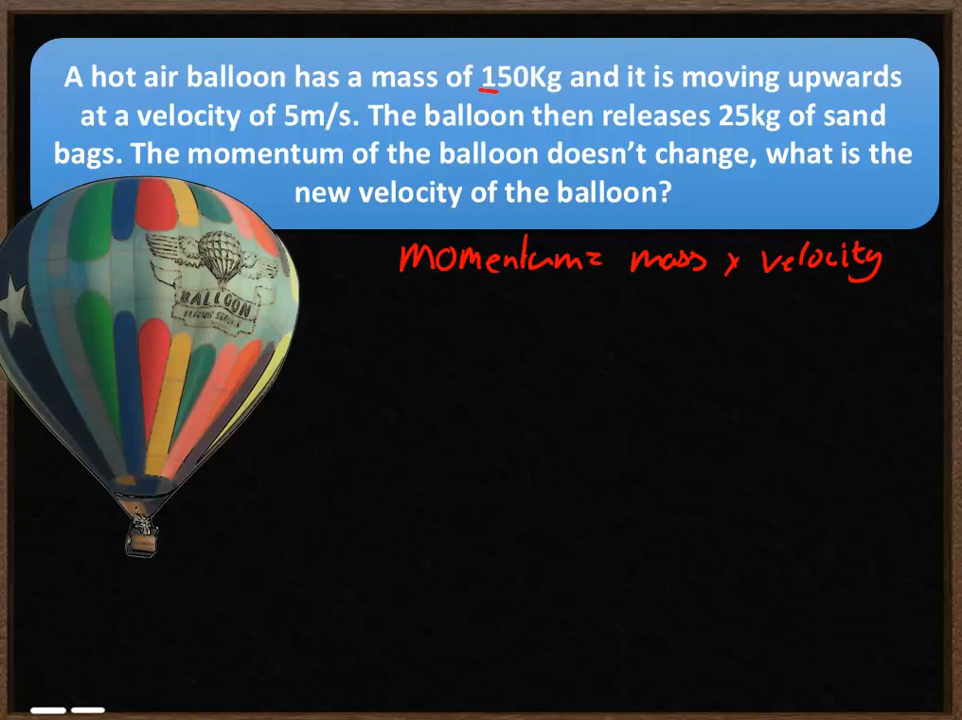 A hot air balloon has a mass of 150Kg and it is moving upwards
at a velocity of 5m/s. The balloon then releases 25kg of sand
bags. The momentum of the balloon doesn't change, what is the
new velocity of the balloon?
momentum= mass x velocity
BALLOON